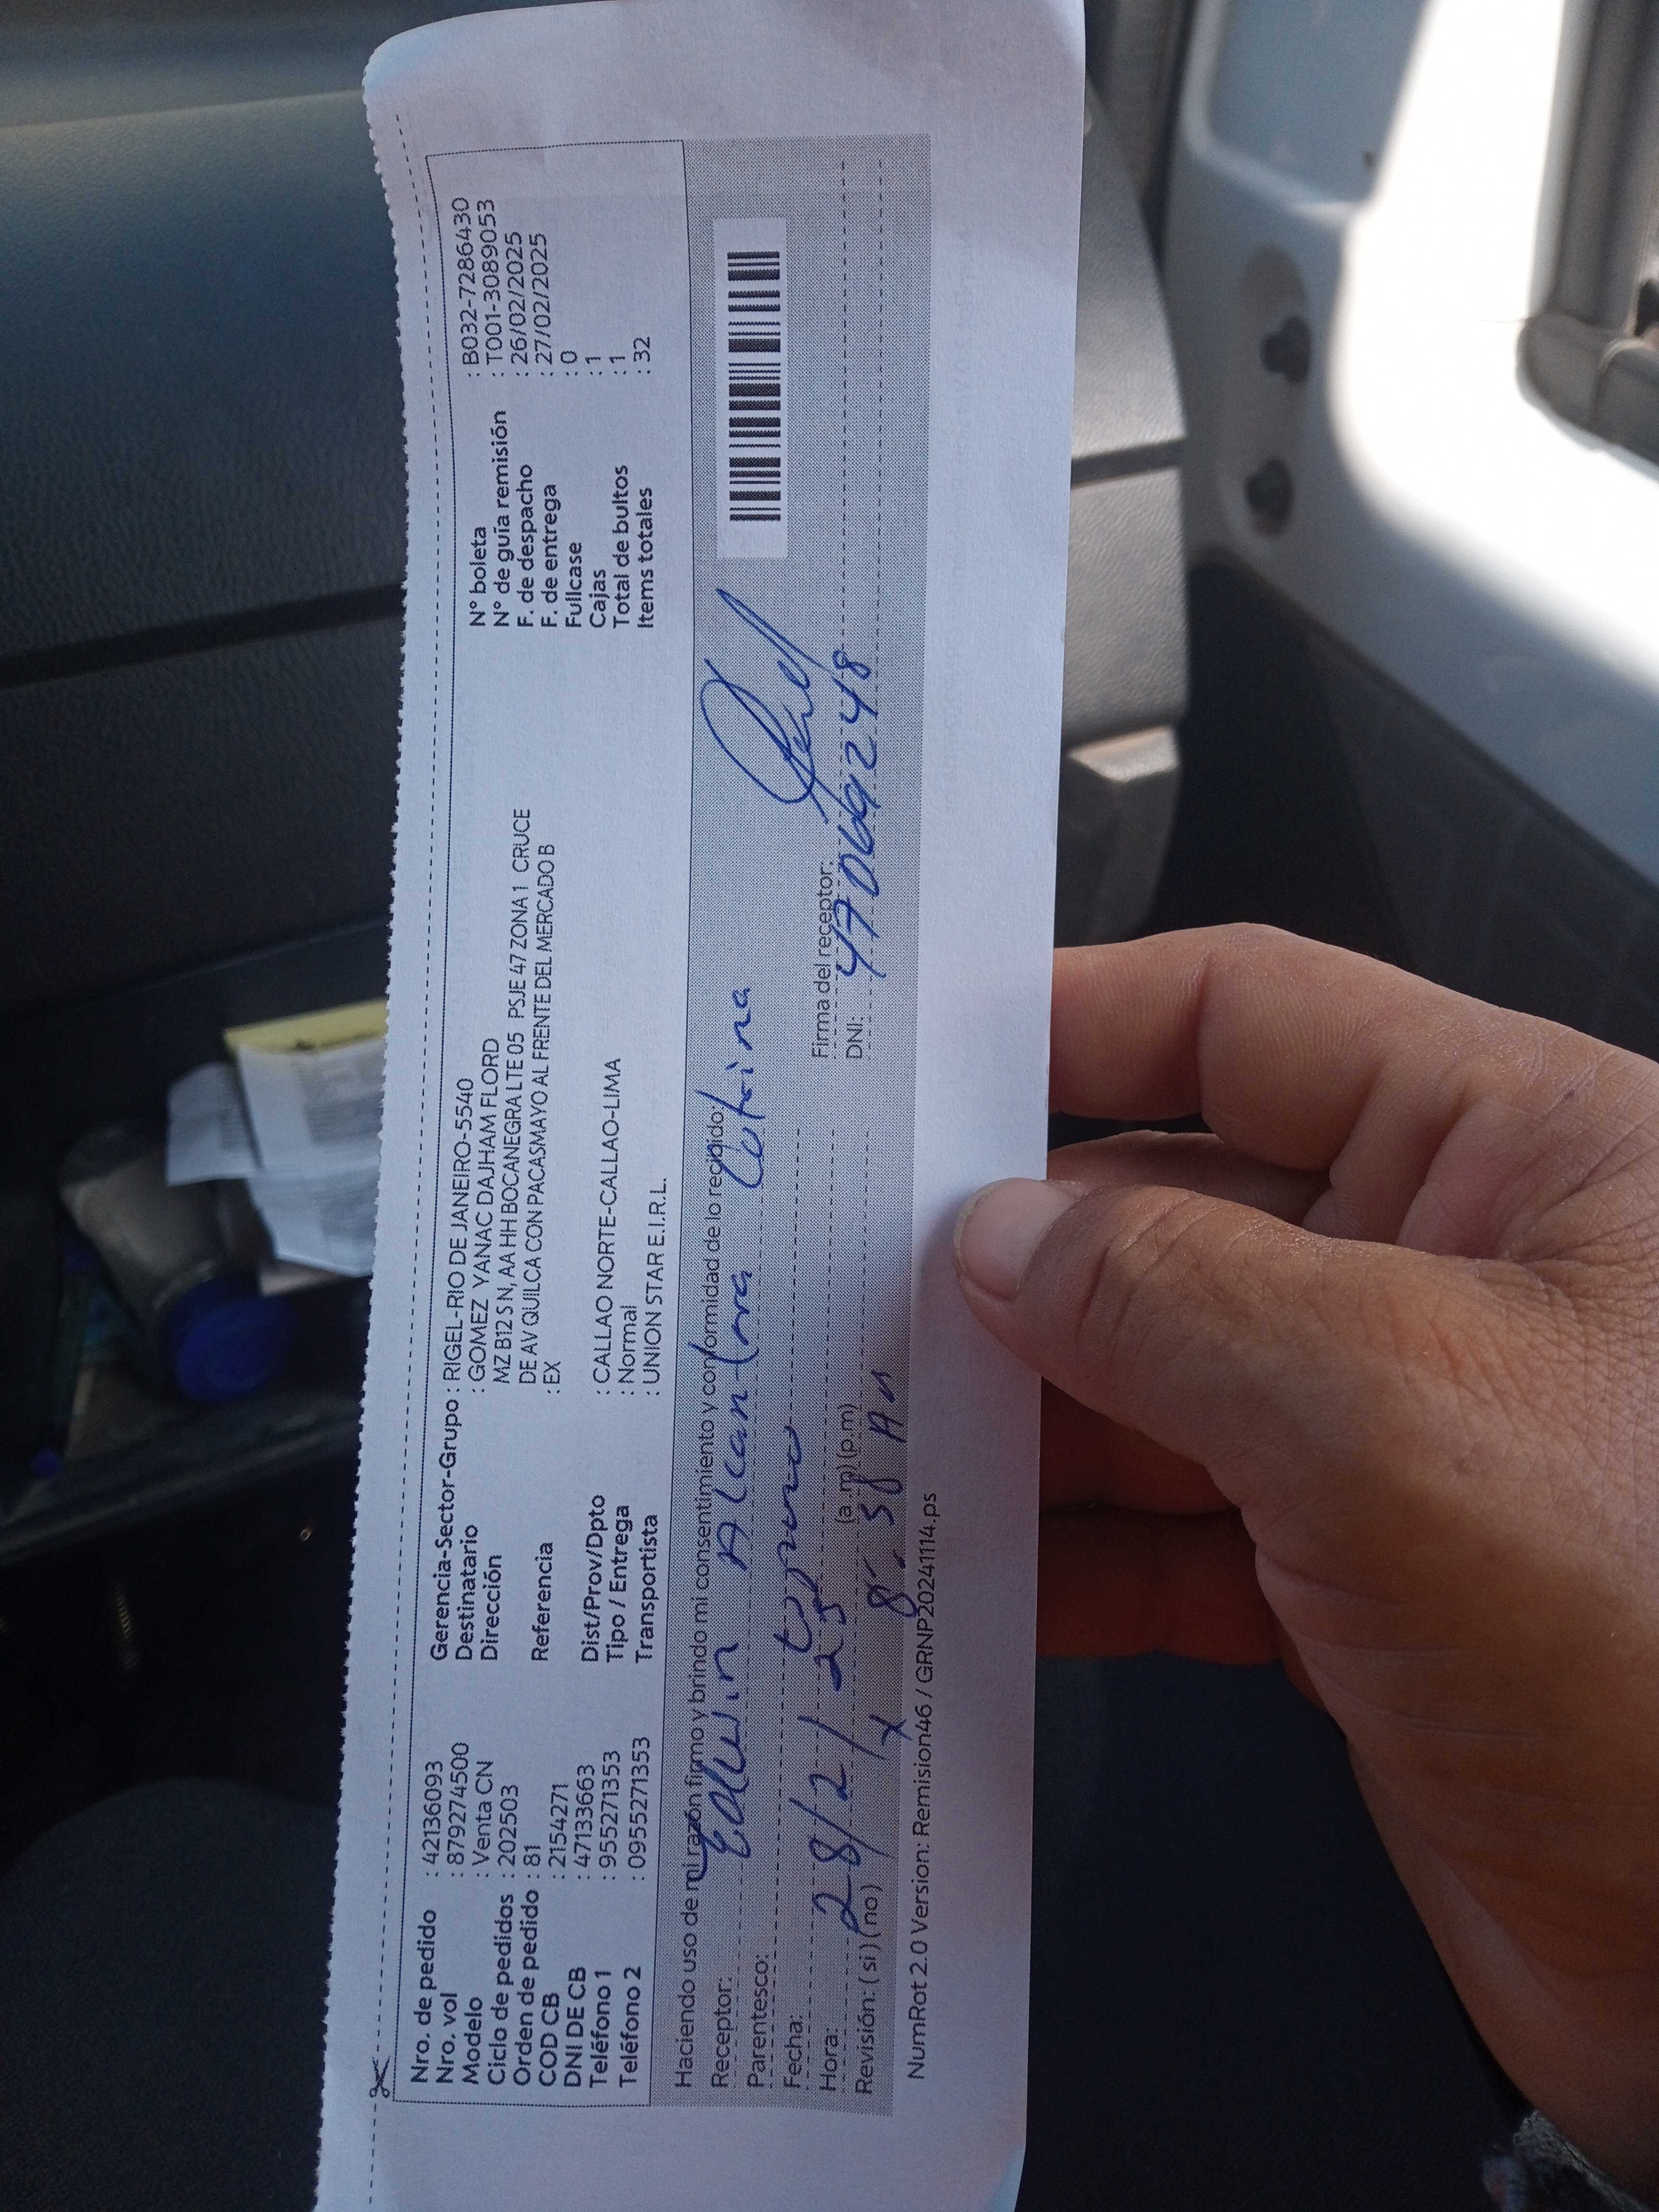 Nro. de pedido : 42136093
Nro. vol : 879274500
Modelo : Venta CN
Ciclo de pedidos : 202503
Orden de pedido : 81
COD CB : 2154271
DNI DE CB : 47133663
Teléfono 1 : 955271353
Teléfono 2 : 0955271353
Gerencia-Sector-Grupo : RIGEL-RIO DE JANEIRO-5540
Destinatario : GOMEZ YANAC DAJHAM FLORD
Dirección MZ B12 S N, AA HH BOCANEGRA LTE 05 PSJE 47 ZONA 1 CRUCE
DE AV QUILCA CON PACASMAYO AL FRENTE DEL MERCADO B
Referencia : EX
Dist/Prov/Dpto : CALLAO NORTE-CALLAO-LIMA
Tipo / Entrega : Normal
Transportista : UNION STAR E.I.R.L.
N° boleta : B032-7286430
N° de guía remisión : T001-3089053
F. de despacho : 26/02/2025
F. de entrega : 27/02/2025
Fullcase : 0
Cajas : 1
Total de bultos : 1
Items totales : 32
Haciendo uso de mi razón firmo y brindo mi consentimiento y conformidad de lo recibido:
Receptor: Edwin Alcantara
Parentesco:
Fecha: 28/2/25
Hora: (a m) (p.m)
Revisión: ( si ) ( no ) x
Firma del receptor:
DNI: 47069248
NumRot 2.0 Version: Remision46 / GRNP20241114.ps